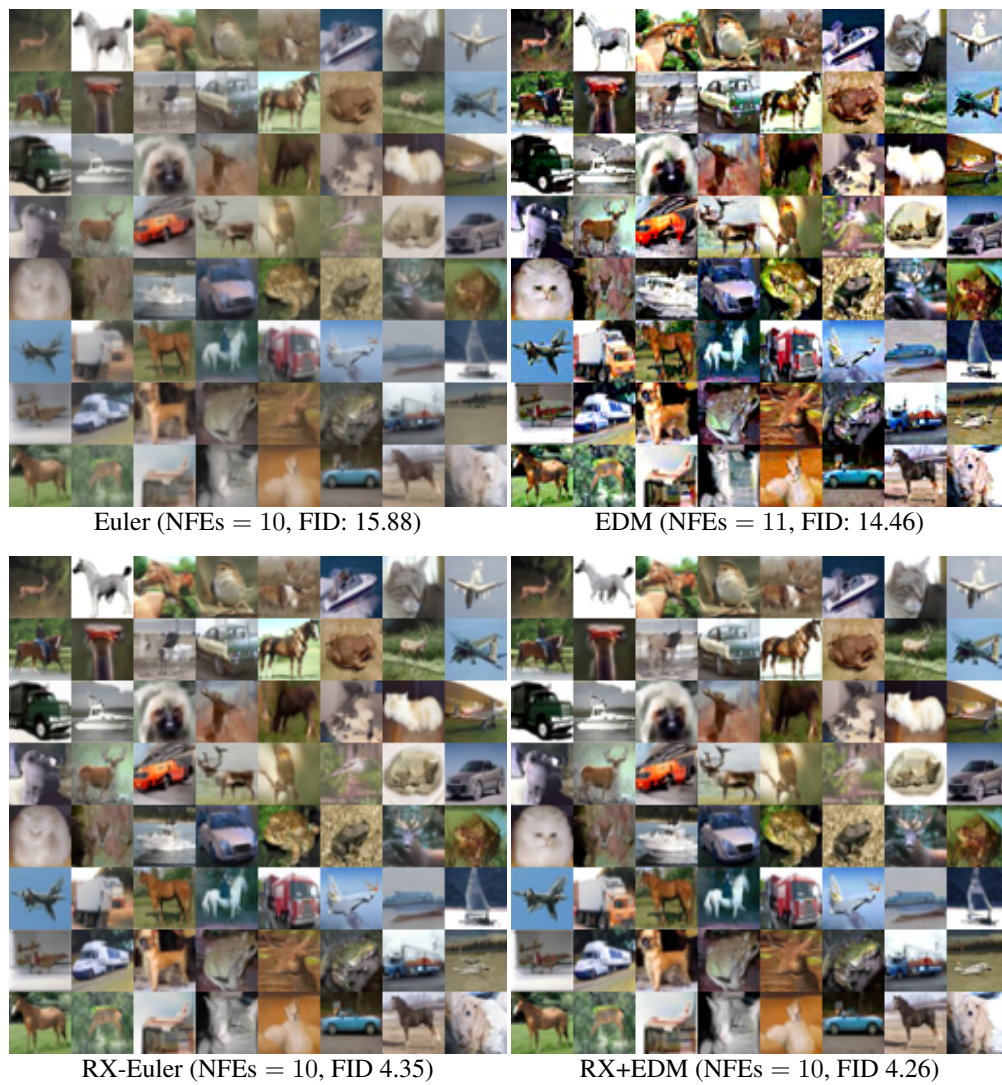 Euler (NFEs = 10, FID: 15.88)
EDM (NFEs = 11, FID: 14.46)
RX-Euler (NFEs = 10, FID 4.35)
RX+EDM (NFEs = 10, FID 4.26)